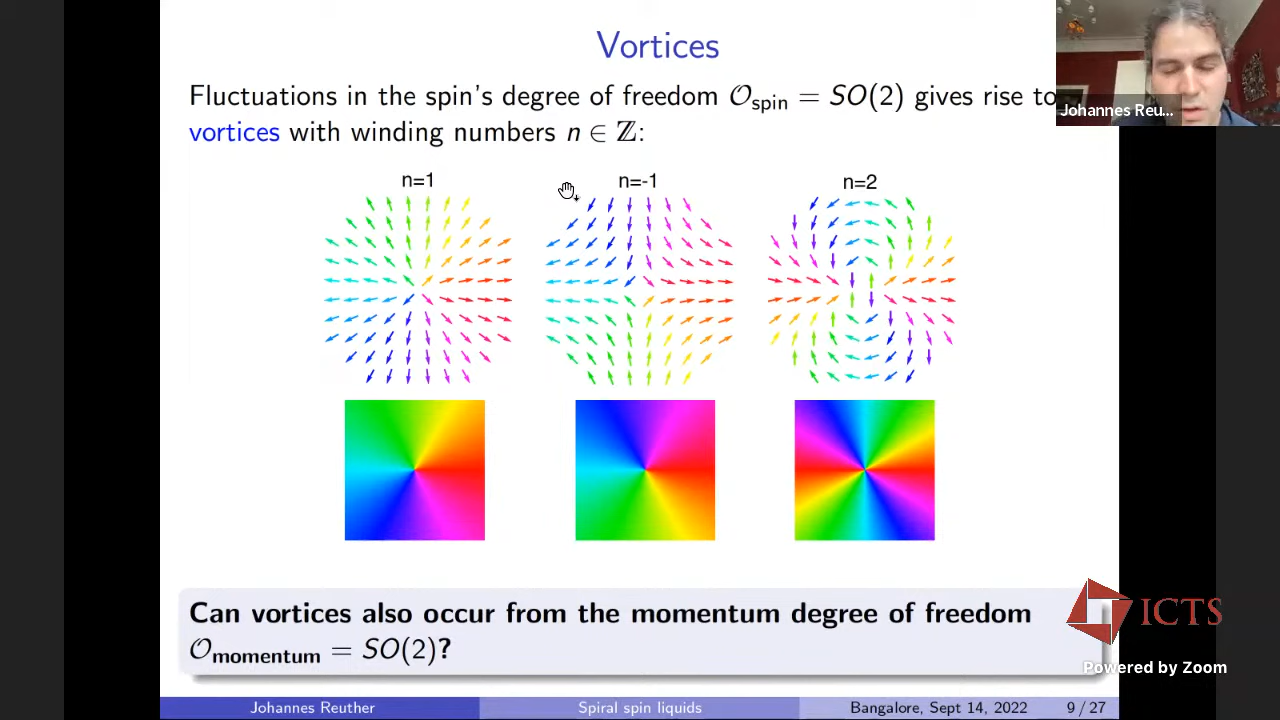 Vortices
Fluctuations in the spin's degree of freedom 𝒪spin = SO(2) gives rise to
vortices with winding numbers n ∈ ℤ:
Johannes Reu...
n=1
n=-1
n=2
Can vortices also occur from the momentum degree of freedom
𝒪momentum = SO(2)?
ICTS
Powered by Zoom
Johannes Reuther
Spiral spin liquids
Bangalore, Sept 14, 2022
9 / 27